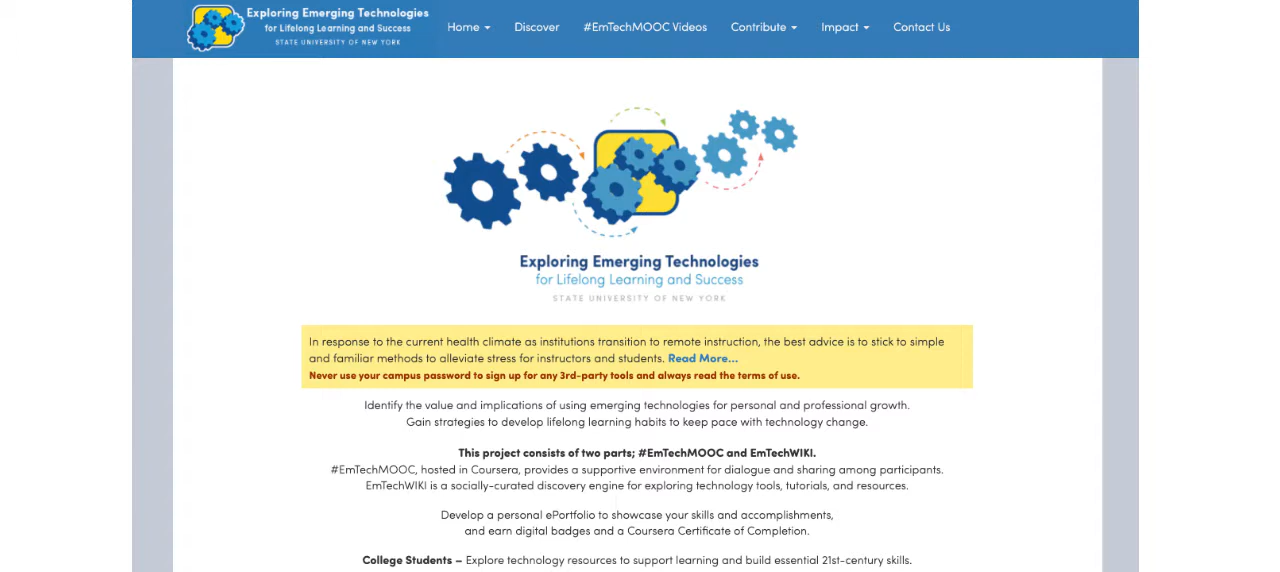 Exploring Emerging Technologies
for Lifelong Learning and Success
STATE UNIVERSITY OF NEW YORK
Home Discover #EmTechMOOC Videos Contribute Impact Contact Us
Exploring Emerging Technologies
for Lifelong Learning and Success
STATE UNIVERSITY OF NEW YORK
In response to the current health climate as institutions transition to remote instruction, the best advice is to stick to simple
and familiar methods to alleviate stress for instructors and students. Read More...
Never use your campus password to sign up for any 3rd-party tools and always read the terms of use.
Identify the value and implications of using emerging technologies for personal and professional growth.
Gain strategies to develop lifelong learning habits to keep pace with technology change.
This project consists of two parts; #EmTechMOOC and EmTechWIKI.
#EmTechMOOC, hosted in Coursera, provides a supportive environment for dialogue and sharing among participants.
EmTechWIKI is a socially-curated discovery engine for exploring technology tools, tutorials, and resources.
Develop a personal ePortfolio to showcase your skills and accomplishments,
and earn digital badges and a Coursera Certificate of Completion.
College Students – Explore technology resources to support learning and build essential 21st-century skills.